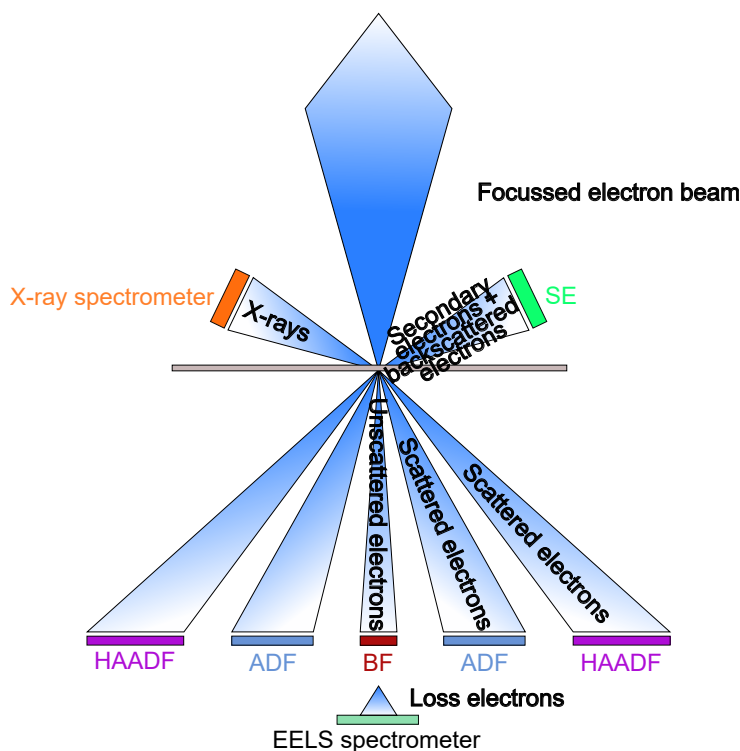 Focussed electron beam
X-ray spectrometer
X-rays
Secondary
electrons +
backscattered
electrons
SE
Unscattered electrons
Scattered electrons
Scattered electrons
HAADF
ADF
BF
ADF
HAADF
Loss electrons
EELS spectrometer